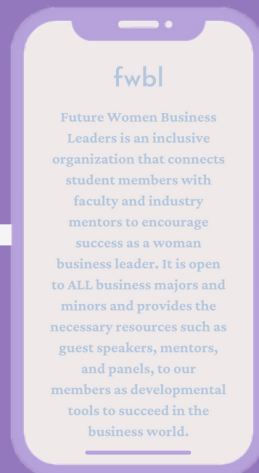 fwbl
Future Women Business
Leaders is an inclusive
organization that connects
student members with
faculty and industry
mentors to encourage
success as a woman
business leader. It is open
to ALL business majors and
minors and provides the
necessary resources such as
guest speakers, mentors,
and panels, to our
members as developmental
tools to succeed in the
business world.